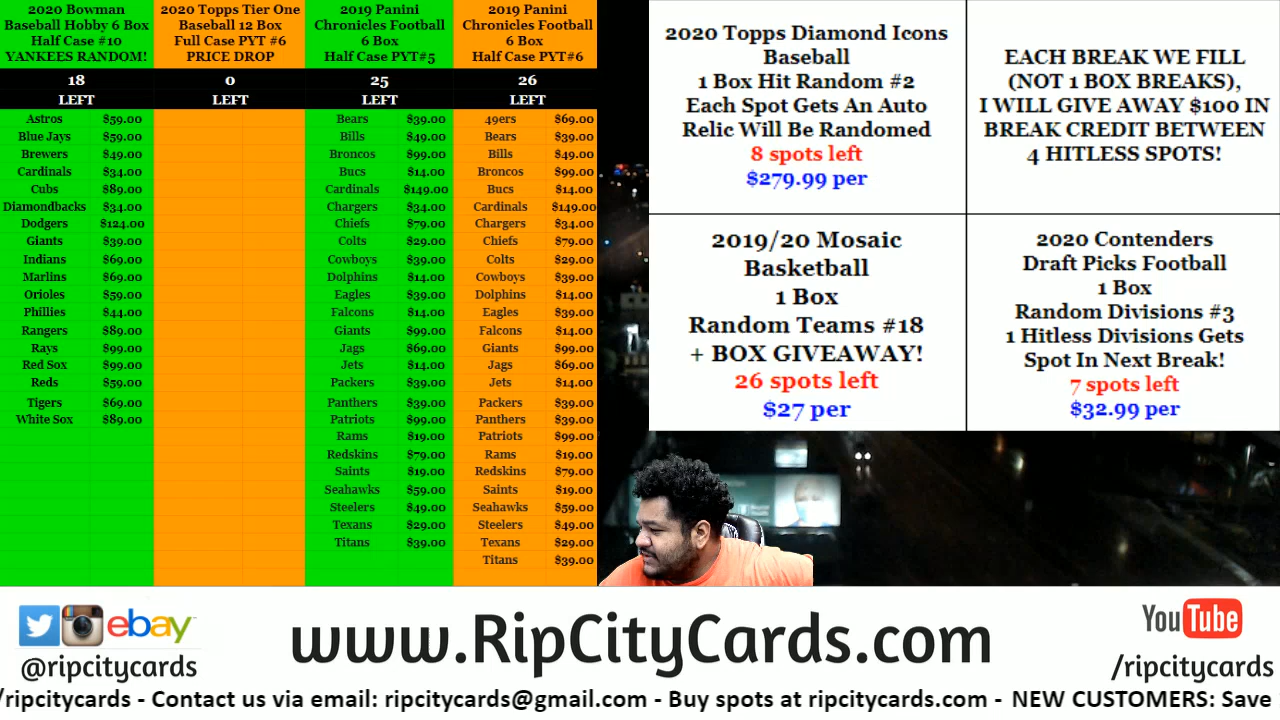 2020 Bowman
Baseball Hobby 6 Box
Half Case #10
YANKEES RANDOM!
18
LEFT
Astros $59.00
Blue Jays $59.00
Brewers $49.00
Cardinals $34.00
Cubs $89.00
Diamondbacks $34.00
Dodgers $124.00
Giants $39.00
Indians $69.00
Marlins $69.00
Orioles $59.00
Phillies $44.00
Rangers $89.00
Rays $99.00
Red Sox $99.00
Reds $59.00
Tigers $69.00
White Sox $89.00
2020 Topps Tier One
Baseball 12 Box
Full Case PYT #6
PRICE DROP
0
LEFT
2019 Panini
Chronicles Football
6 Box
Half Case PYT#5
25
LEFT
Bears $39.00
Bills $49.00
Broncos $99.00
Bucs $14.00
Cardinals $149.00
Chargers $34.00
Chiefs $79.00
Colts $29.00
Cowboys $39.00
Dolphins $14.00
Eagles $39.00
Falcons $14.00
Giants $99.00
Jags $69.00
Jets $14.00
Packers $39.00
Panthers $39.00
Patriots $99.00
Rams $19.00
Redskins $79.00
Saints $19.00
Seahawks $59.00
Steelers $49.00
Texans $29.00
Titans $39.00
2019 Panini
Chronicles Football
6 Box
Half Case PYT#6
26
LEFT
49ers $69.00
Bears $39.00
Bills $49.00
Broncos $99.00
Bucs $14.00
Cardinals $149.00
Chargers $34.00
Chiefs $79.00
Colts $29.00
Cowboys $39.00
Dolphins $14.00
Eagles $39.00
Falcons $14.00
Giants $99.00
Jags $69.00
Jets $14.00
Packers $39.00
Panthers $39.00
Patriots $99.00
Rams $19.00
Redskins $79.00
Saints $19.00
Seahawks $59.00
Steelers $49.00
Texans $29.00
Titans $39.00
2020 Topps Diamond Icons
Baseball
1 Box Hit Random #2
Each Spot Gets An Auto
Relic Will Be Randomed
8 spots left
$279.99 per
EACH BREAK WE FILL
(NOT 1 BOX BREAKS),
I WILL GIVE AWAY $100 IN
BREAK CREDIT BETWEEN
4 HITLESS SPOTS!
2019/20 Mosaic
Basketball
1 Box
Random Teams #18
+ BOX GIVEAWAY!
26 spots left
$27 per
2020 Contenders
Draft Picks Football
1 Box
Random Divisions #3
1 Hitless Divisions Gets
Spot In Next Break!
7 spots left
$32.99 per
ebay
@ripcitycards
www.RipCityCards.com
YouTube
/ripcitycards
/ripcitycards - Contact us via email: ripcitycards@gmail.com - Buy spots at ripcitycards.com - NEW CUSTOMERS: Save